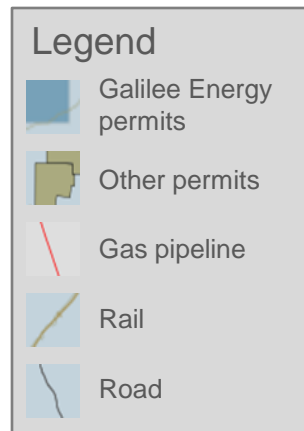 Legend
Galilee Energy
permits
Other permits
Gas pipeline
Rail
Road